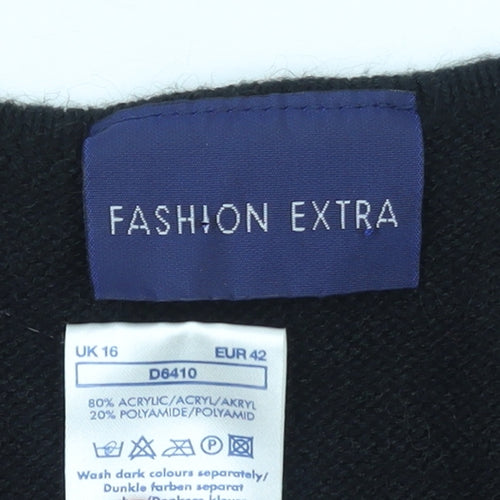 FASHION EXTRA
UK 16 EUR 42
D6410
80% ACRYLIC/ACRYL/AKRYL
20% POLYAMIDE/POLYAMID
P
Wash dark colours separately/
Dunkle farben separat